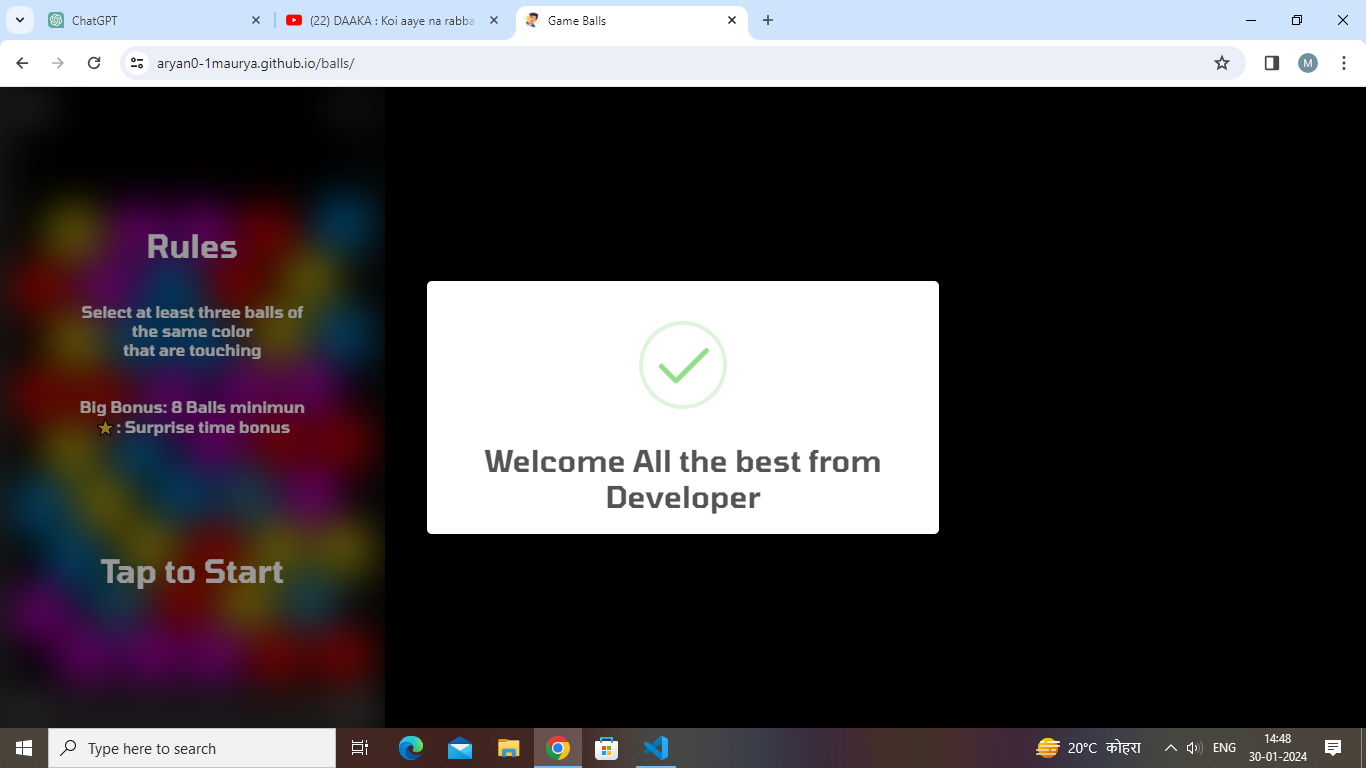 ChatGPT
(22) DAAKA : Koi aaye na rabba
Game Balls
aryan0-1maurya.github.io/balls/
M
Rules
Select at least three balls of
the same color
that are touching
Big Bonus: 8 Balls minimun
: Surprise time bonus
Tap to Start
Welcome All the best from
Developer
Type here to search
20°C कोहरा
ENG
14:48
30-01-2024